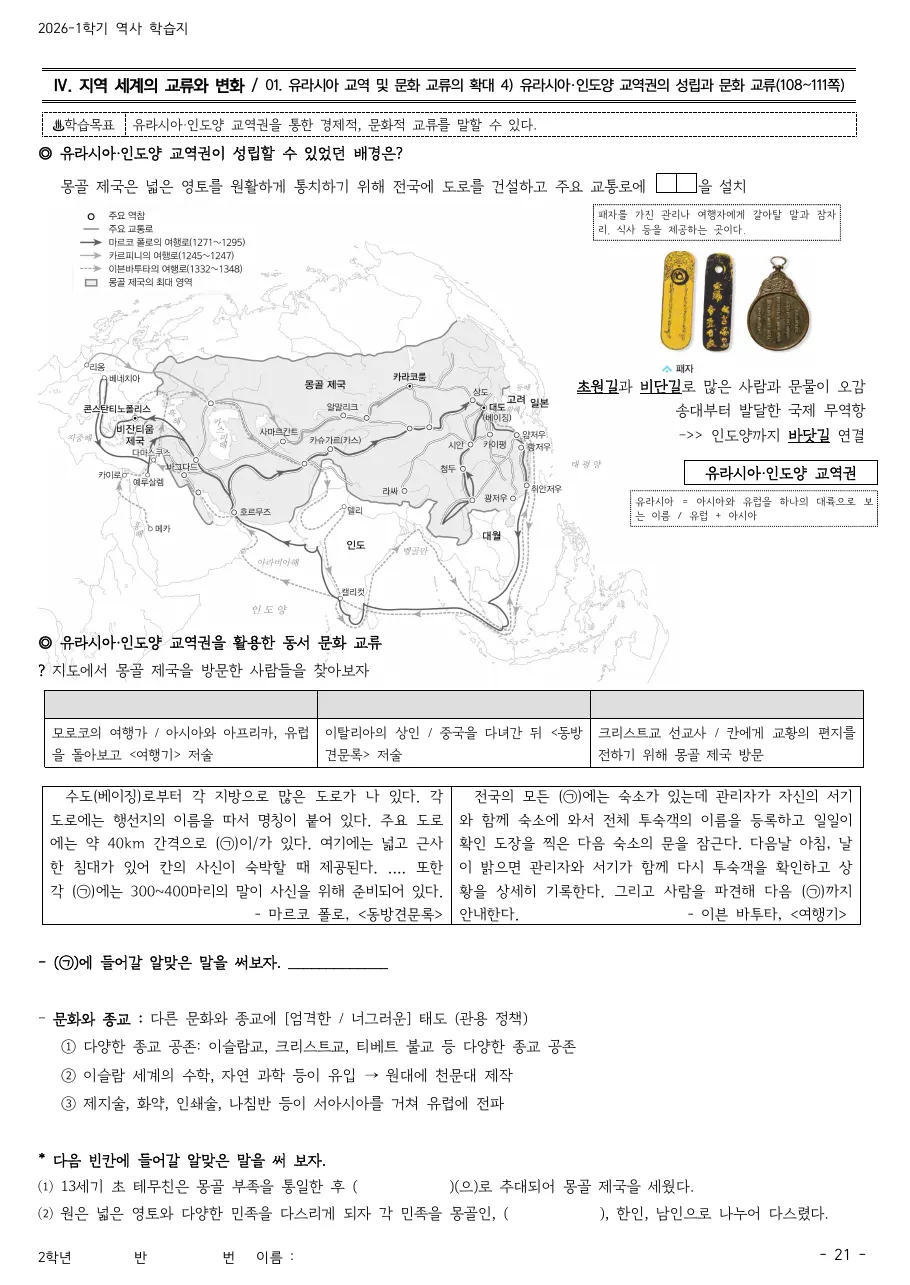 2026-1학기 역사 학습지
Ⅳ. 지역 세계의 교류와 변화 / 01. 유라시아 교역 및 문화 교류의 확대 4) 유라시아·인도양 교역권의 성립과 문화 교류(108~111쪽)
♨학습목표 유라시아·인도양 교역권을 통한 경제적, 문화적 교류를 말할 수 있다.
◎ 유라시아·인도양 교역권이 성립할 수 있었던 배경은?
몽골 제국은 넓은 영토를 원활하게 통치하기 위해 전국에 도로를 건설하고 주요 교통로에 □□을 설치
패자를 가진 관리나 여행자에게 갈아탈 말과 잠자
리, 식사 등을 제공하는 곳이다.
주요 역참
주요 교통로
마르코 폴로의 여행로(1271~1295)
카르피니의 여행로(1245~1247)
이븐바투타의 여행로(1332~1348)
몽골 제국의 최대 영역
패자
리옹
베네치아
콘스탄티노폴리스
비잔티움
제국
지중해
흑해
카스피해
다마스쿠스
바그다드
카이로
예루살렘
홍해
메카
호르무즈
아라비아해
인도양
몽골 제국
카라코룸
알말리크
사마르칸트
카슈가르(카스)
라싸
델리
인도
벵골만
캘리컷
상도
대도
(베이징)
고려
일본
동해
황해
시안
카이펑
양저우
항저우
청두
취안저우
광저우
대월
태평양
초원길과 비단길로 많은 사람과 문물이 오감
송대부터 발달한 국제 무역항
->> 인도양까지 바닷길 연결
유라시아·인도양 교역권
유라시아 = 아시아와 유럽을 하나의 대륙으로 보
는 이름 / 유럽 + 아시아
◎ 유라시아·인도양 교역권을 활용한 동서 문화 교류
? 지도에서 몽골 제국을 방문한 사람들을 찾아보자
모로코의 여행가 / 아시아와 아프리카, 유럽
을 돌아보고 <여행기> 저술
이탈리아의 상인 / 중국을 다녀간 뒤 <동방
견문록> 저술
크리스트교 선교사 / 칸에게 교황의 편지를
전하기 위해 몽골 제국 방문
수도(베이징)로부터 각 지방으로 많은 도로가 나 있다. 각
도로에는 행선지의 이름을 따서 명칭이 붙어 있다. 주요 도로
에는 약 40km 간격으로 (㉠)이/가 있다. 여기에는 넓고 근사
한 침대가 있어 칸의 사신이 숙박할 때 제공된다. .... 또한
각 (㉠)에는 300~400마리의 말이 사신을 위해 준비되어 있다.
- 마르코 폴로, <동방견문록>
전국의 모든 (㉠)에는 숙소가 있는데 관리자가 자신의 서기
와 함께 숙소에 와서 전체 투숙객의 이름을 등록하고 일일이
확인 도장을 찍은 다음 숙소의 문을 잠근다. 다음날 아침, 날
이 밝으면 관리자와 서기가 함께 다시 투숙객을 확인하고 상
황을 상세히 기록한다. 그리고 사람을 파견해 다음 (㉠)까지
안내한다. - 이븐 바투타, <여행기>
- (㉠)에 들어갈 알맞은 말을 써보자. ____________
- 문화와 종교 : 다른 문화와 종교에 [엄격한 / 너그러운] 태도 (관용 정책)
① 다양한 종교 공존: 이슬람교, 크리스트교, 티베트 불교 등 다양한 종교 공존
② 이슬람 세계의 수학, 자연 과학 등이 유입 → 원대에 천문대 제작
③ 제지술, 화약, 인쇄술, 나침반 등이 서아시아를 거쳐 유럽에 전파
* 다음 빈칸에 들어갈 알맞은 말을 써 보자.
⑴ 13세기 초 테무친은 몽골 부족을 통일한 후 ( )(으)로 추대되어 몽골 제국을 세웠다.
⑵ 원은 넓은 영토와 다양한 민족을 다스리게 되자 각 민족을 몽골인, ( ), 한인, 남인으로 나누어 다스렸다.
2학년 반 번 이름 :
- 21 -